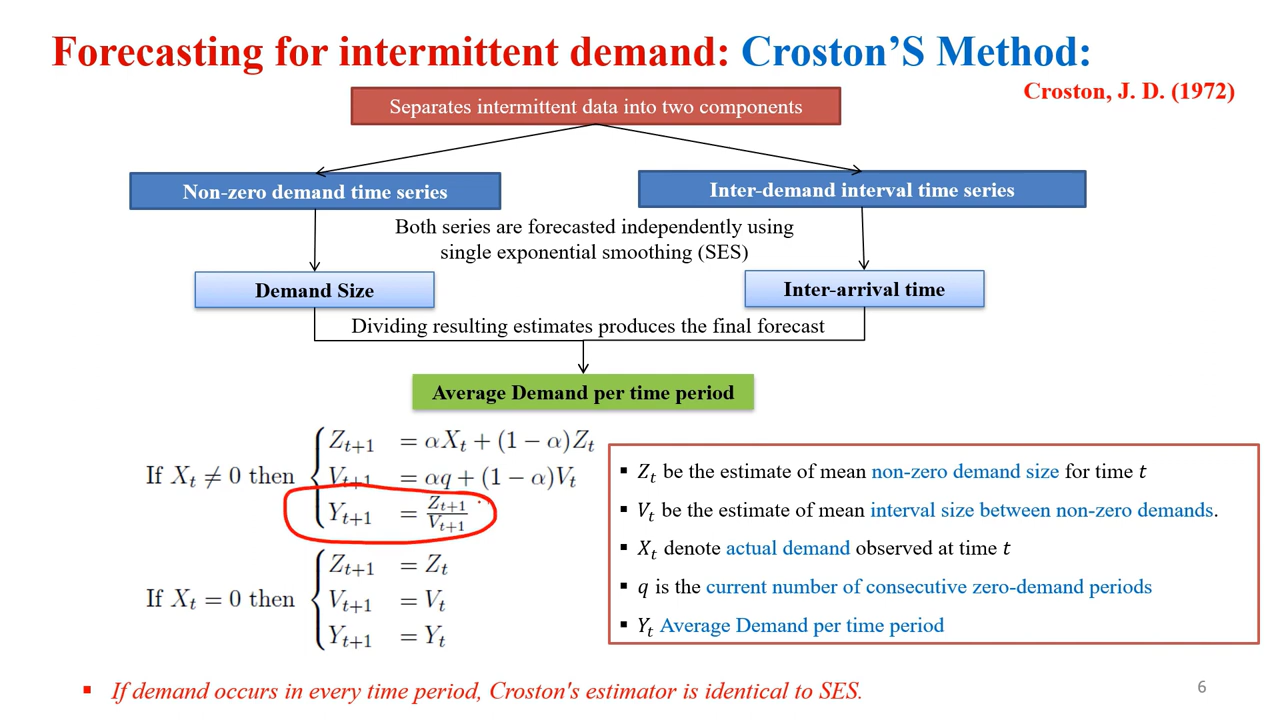 Forecasting for intermittent demand: Croston'S Method:
Croston, J. D. (1972)
Separates intermittent data into two components
Non-zero demand time series
Inter-demand interval time series
Both series are forecasted independently using
single exponential smoothing (SES)
Demand Size
Inter-arrival time
Dividing resulting estimates produces the final forecast
Average Demand per time period
If X_t ≠ 0 then { Z_{t+1} = αX_t + (1 − α)Z_t
V_{t+1} = αq + (1 − α)V_t
Y_{t+1} = Z_{t+1}/V_{t+1}
If X_t = 0 then { Z_{t+1} = Z_t
V_{t+1} = V_t
Y_{t+1} = Y_t
▪ Z_t be the estimate of mean non-zero demand size for time t
▪ V_t be the estimate of mean interval size between non-zero demands.
▪ X_t denote actual demand observed at time t
▪ q is the current number of consecutive zero-demand periods
▪ Y_t Average Demand per time period
▪ If demand occurs in every time period, Croston's estimator is identical to SES.
6